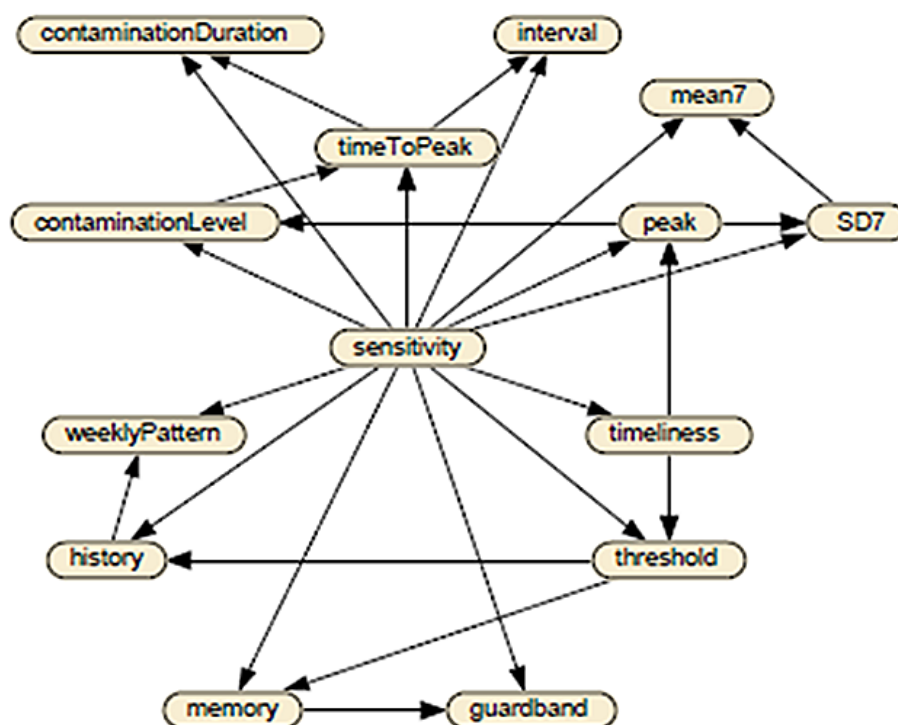 contaminationDuration
interval
mean7
timeToPeak
contaminationLevel
peak
SD7
sensitivity
weeklyPattern
timeliness
history
threshold
memory
guardband